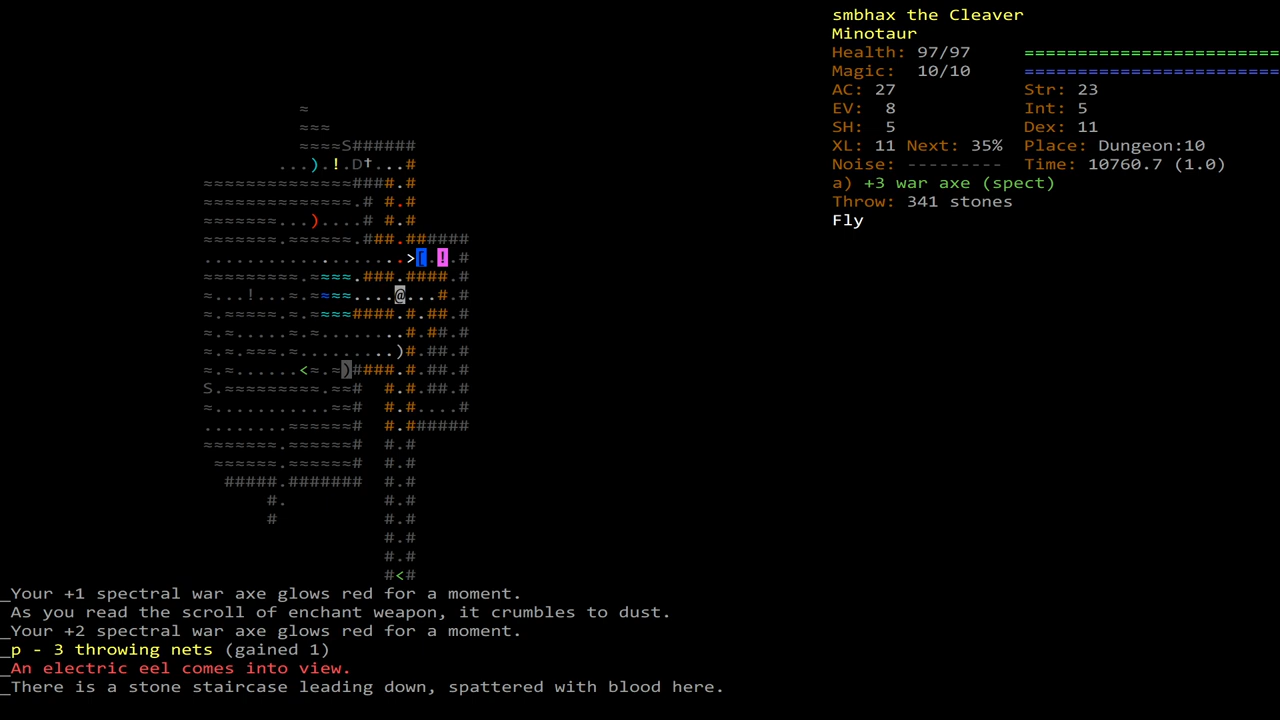 smbhax the Cleaver
Minotaur
Health: 97/97 ========================
Magic: 10/10 ========================
AC: 27 Str: 23
EV: 8 Int: 5
SH: 5 Dex: 11
XL: 11 Next: 35% Place: Dungeon:10
Noise: --------- Time: 10760.7 (1.0)
a) +3 war axe (spect)
Throw: 341 stones
Fly
_Your +1 spectral war axe glows red for a moment.
As you read the scroll of enchant weapon, it crumbles to dust.
_Your +2 spectral war axe glows red for a moment.
_p - 3 throwing nets (gained 1)
_An electric eel comes into view.
_There is a stone staircase leading down, spattered with blood here.